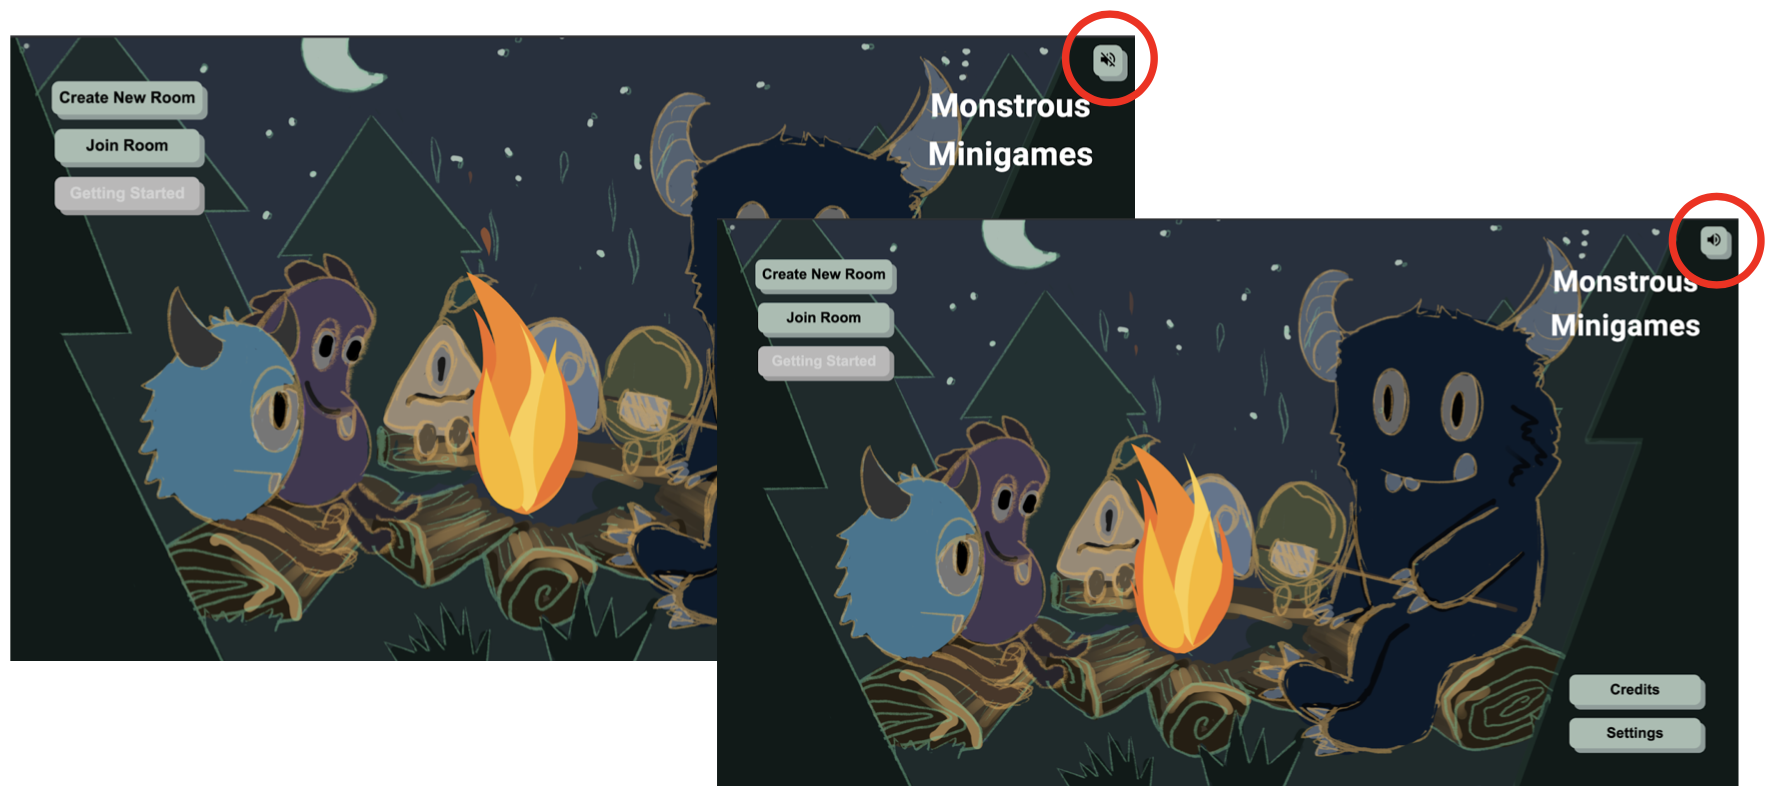 Create New Room
Join Room
Getting Started
Monstrous
Minigames
Create New Room
Join Room
Getting Started
Monstrous
Minigames
Credits
Settings